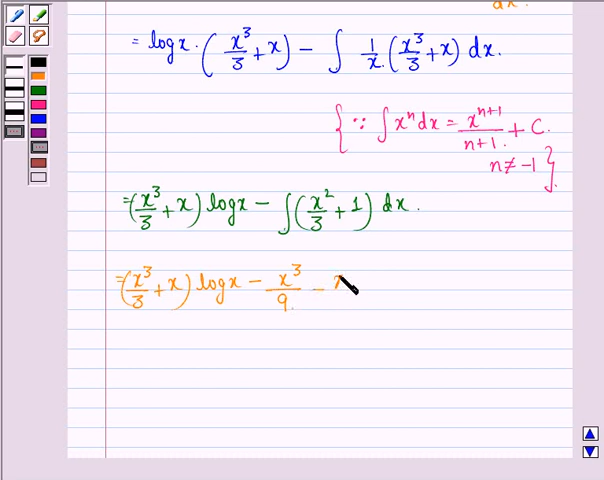 dx.
= log x . (x³/3 + x) - ∫ 1/x . (x³/3 + x) dx.
{ ∵ ∫ xⁿ dx = xⁿ⁺¹/n+1 . + C.
n ≠ -1 }
= (x³/3 + x) log x - ∫ (x²/3 + 1) dx.
= (x³/3 + x) log x - x³/9 . -